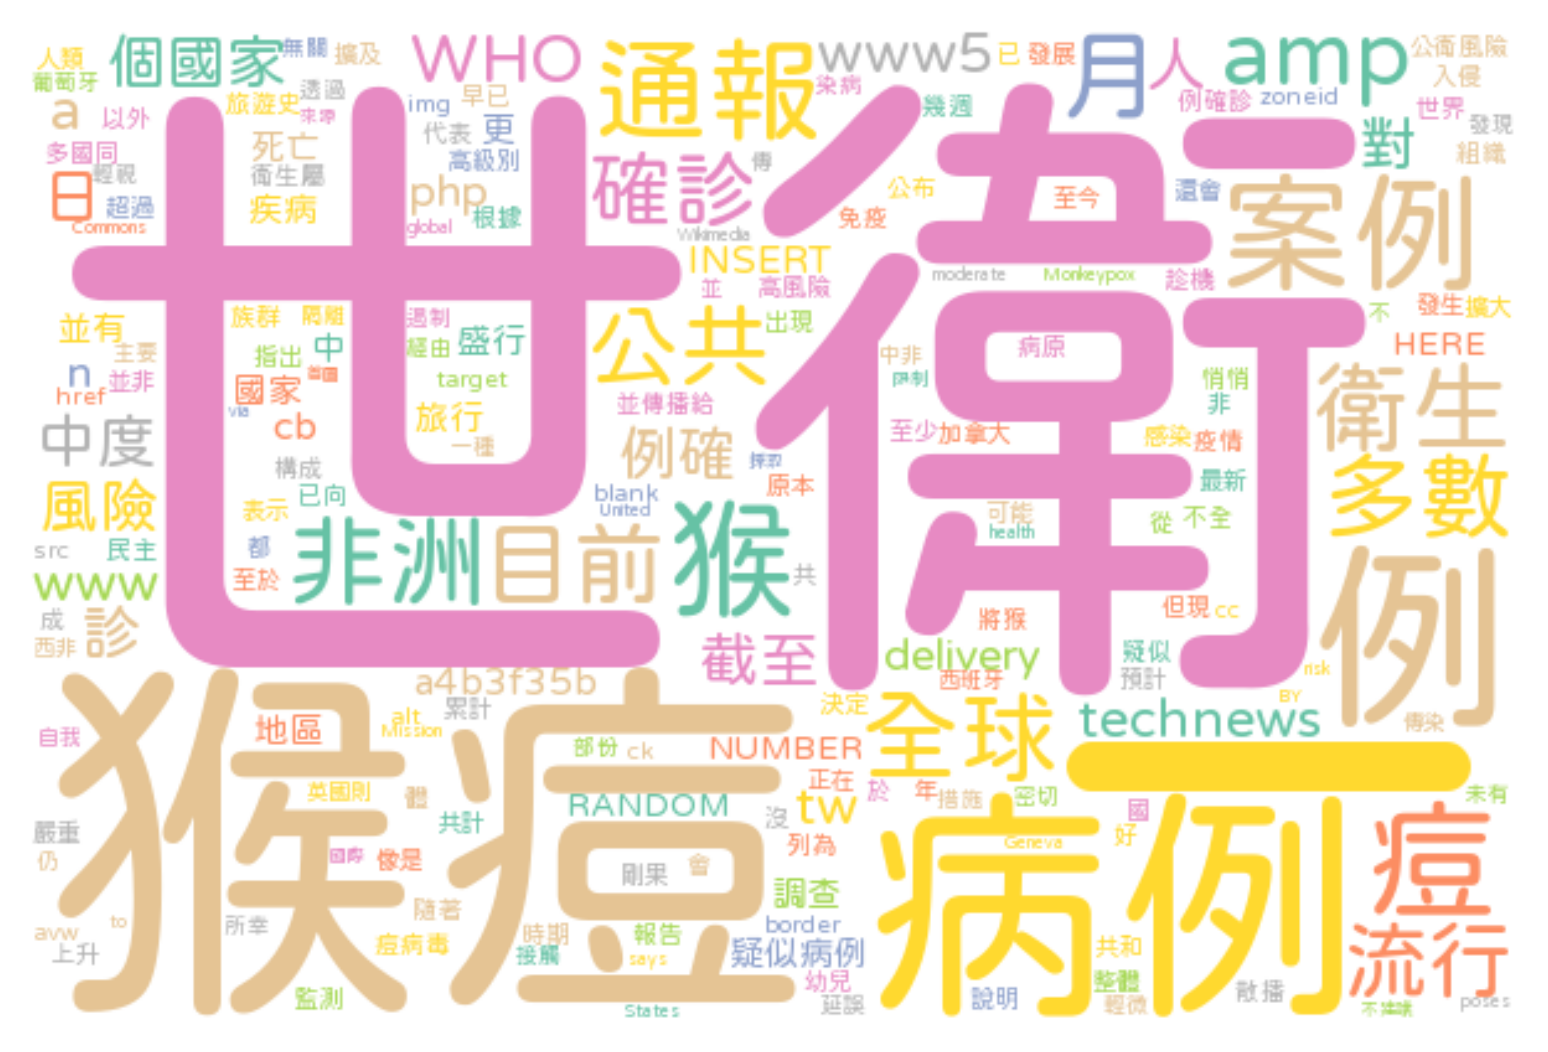 人類
葡萄牙
個國家
無關
擴及
WHO
通報
www5
已
發展
月
人
amp
公衛風險
入侵
a
以外
旅遊史
透過
img
早已
染病
幾週
例確診
zoneid
世界
發現
多國同
輕視
死亡
代表
更
高級別
確診
傳
對
組織
日
超過
Commons
衛生屬
疾病
php
global
根據
Wikimedia
公布
免疫
至今
還會
案例
世衛
INSERT
並
高風險
moderate
Monkeypox
趁機
不
發生
擴大
並有
主要
族群
隔離
遏制
經由
盛行
公共
出現
中非
病原
HERE
n
並非
href
指出
中
國家
via
cb
target
旅行
一種
並傳播給
悄悄
非
衛生
中度
構成
已向
例確
原本
至少
加拿大
感染
疫情
最新
多數
風險
表示
都
至於
非洲
目前
blank
United
猴
共
可能
health
從
不全
src
民主
www
成
西非
診
截至
將猴
但現
cc
例
delivery
西班牙
疑似
預計
risk
BY
猴痘
a4b3f35b
累計
alt
Mission
地區
自我
決定
全球
technews
傳染
部份
ck
NUMBER
正在
於
年
措施
密切
一
未有
英國則
體
共計
RANDOM
沒
tw
列為
國
好
Geneva
病例
痘
嚴重
仍
國際
像是
剛果
會
調查
avw
to
上升
所幸
隨著
痘病毒
時期
接觸
報告
says
border
疑似病例
共和
流行
監測
States
幼兒
延誤
說明
整體
輕微
散播
poses